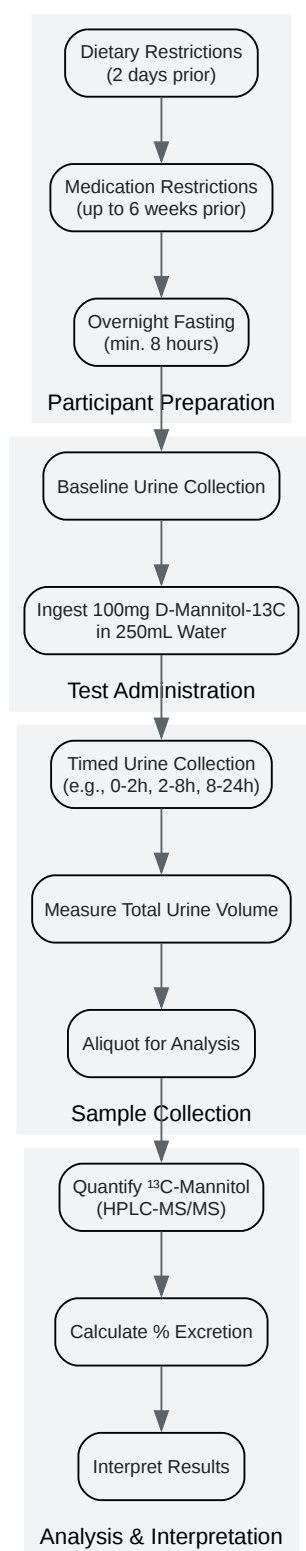 Dietary Restrictions
(2 days prior)
Medication Restrictions
(up to 6 weeks prior)
Overnight Fasting
(min. 8 hours)
Participant Preparation
Baseline Urine Collection
Ingest 100mg D-Mannitol-13C
in 250mL Water
Test Administration
Timed Urine Collection
(e.g., 0-2h, 2-8h, 8-24h)
Measure Total Urine Volume
Aliquot for Analysis
Sample Collection
Quantify ¹³C-Mannitol
(HPLC-MS/MS)
Calculate % Excretion
Interpret Results
Analysis & Interpretation